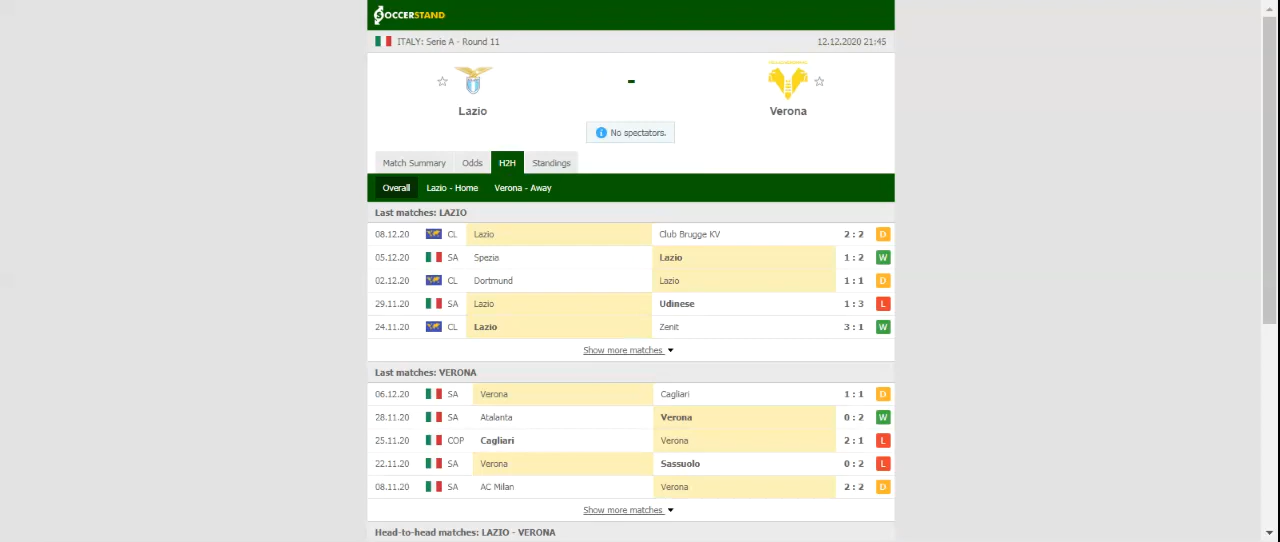 SOCCERSTAND
ITALY: Serie A - Round 11 12.12.2020 21:45
-
Lazio Verona
No spectators.
Match Summary Odds H2H Standings
Overall Lazio - Home Verona - Away
Last matches: LAZIO
08.12.20 CL Lazio Club Brugge KV 2 : 2 D
05.12.20 SA Spezia Lazio 1 : 2 W
02.12.20 CL Dortmund Lazio 1 : 1 D
29.11.20 SA Lazio Udinese 1 : 3 L
24.11.20 CL Lazio Zenit 3 : 1 W
Show more matches
Last matches: VERONA
06.12.20 SA Verona Cagliari 1 : 1 D
28.11.20 SA Atalanta Verona 0 : 2 W
25.11.20 COP Cagliari Verona 2 : 1 L
22.11.20 SA Verona Sassuolo 0 : 2 L
08.11.20 SA AC Milan Verona 2 : 2 D
Show more matches
Head-to-head matches: LAZIO - VERONA